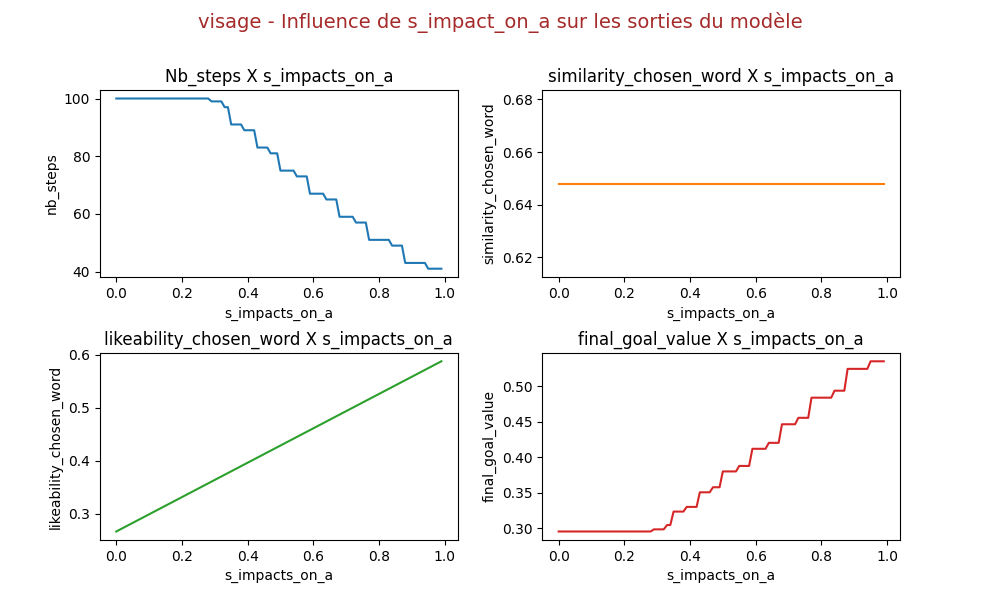 visage - Influence de s_impact_on_a sur les sorties du modèle
Nb_steps X s_impacts_on_a
nb_steps
100
80
60
40
0.0 0.2 0.4 0.6 0.8 1.0
s_impacts_on_a
similarity_chosen_word X s_impacts_on_a
similarity_chosen_word
0.68
0.66
0.64
0.62
0.0 0.2 0.4 0.6 0.8 1.0
s_impacts_on_a
likeability_chosen_word X s_impacts_on_a
likeability_chosen_word
0.6
0.5
0.4
0.3
0.0 0.2 0.4 0.6 0.8 1.0
s_impacts_on_a
final_goal_value X s_impacts_on_a
final_goal_value
0.50
0.45
0.40
0.35
0.30
0.0 0.2 0.4 0.6 0.8 1.0
s_impacts_on_a